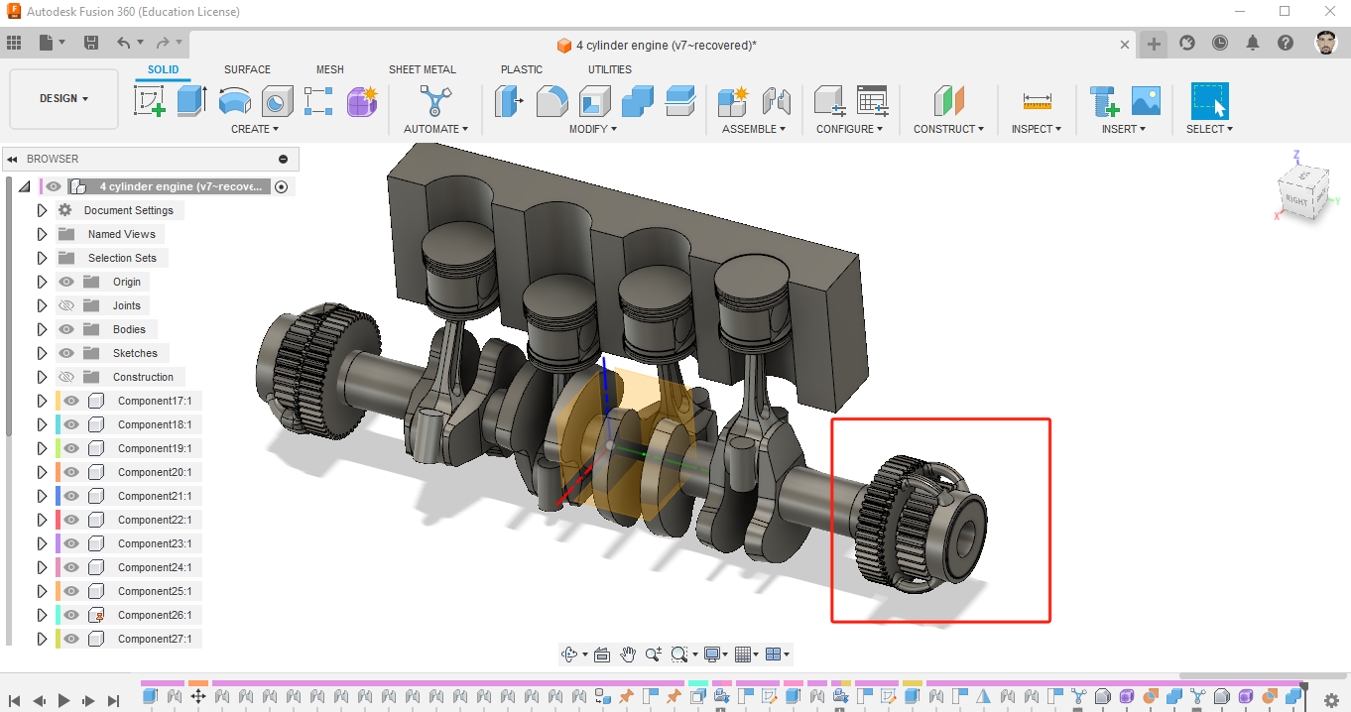 Autodesk Fusion 360 (Education License)
4 cylinder engine (v7~recovered)*
SOLID SURFACE MESH SHEET METAL PLASTIC UTILITIES
DESIGN
CREATE AUTOMATE MODIFY ASSEMBLE CONFIGURE CONSTRUCT INSPECT INSERT SELECT
BROWSER
4 cylinder engine (v7~recove...
Document Settings
Named Views
Selection Sets
Origin
Joints
Bodies
Sketches
Construction
Component17:1
Component18:1
Component19:1
Component20:1
Component21:1
Component22:1
Component23:1
Component24:1
Component25:1
Component26:1
Component27:1
Z
RIGHT
X
Y